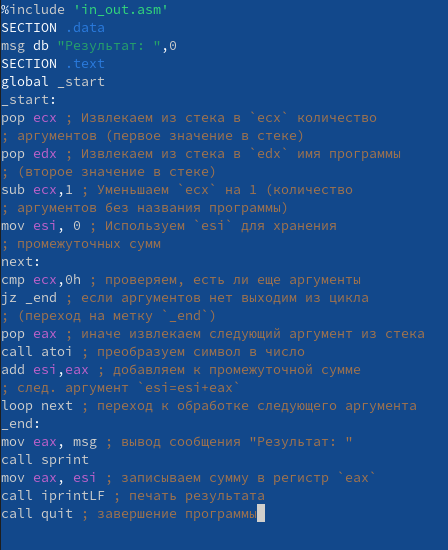 %include 'in_out.asm'
SECTION .data
msg db "Результат: ",0
SECTION .text
global _start
_start:
pop ecx ; Извлекаем из стека в `ecx` количество
; аргументов (первое значение в стеке)
pop edx ; Извлекаем из стека в `edx` имя программы
; (второе значение в стеке)
sub ecx,1 ; Уменьшаем `ecx` на 1 (количество
; аргументов без названия программы)
mov esi, 0 ; Используем `esi` для хранения
; промежуточных сумм
next:
cmp ecx,0h ; проверяем, есть ли еще аргументы
jz _end ; если аргументов нет выходим из цикла
; (переход на метку `_end`)
pop eax ; иначе извлекаем следующий аргумент из стека
call atoi ; преобразуем символ в число
add esi,eax ; добавляем к промежуточной сумме
; след. аргумент `esi=esi+eax`
loop next ; переход к обработке следующего аргумента
_end:
mov eax, msg ; вывод сообщения "Результат: "
call sprint
mov eax, esi ; записываем сумму в регистр `eax`
call iprintLF ; печать результата
call quit ; завершение программы